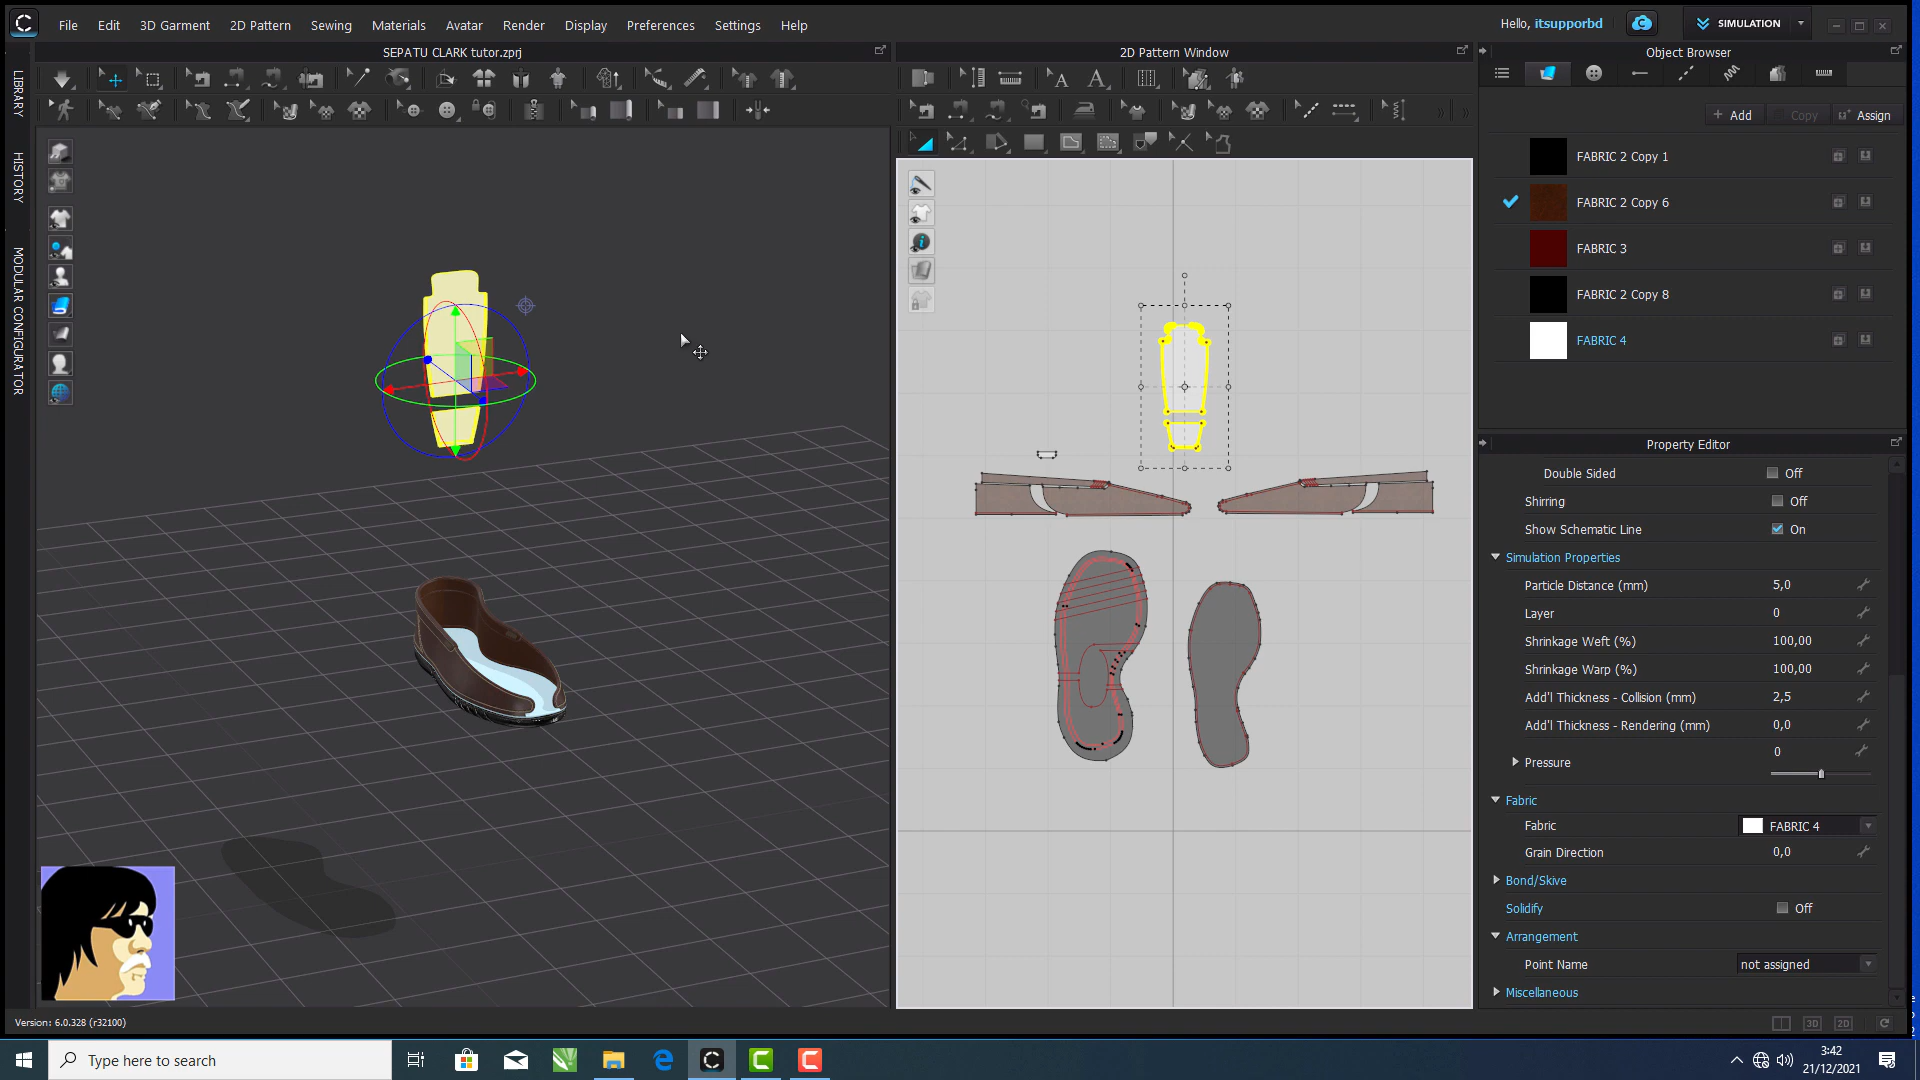 File Edit 3D Garment 2D Pattern Sewing Materials Avatar Render Display Preferences Settings Help
Hello, itsupporbd
SIMULATION
SEPATU CLARK tutor.zprj
2D Pattern Window
Object Browser
LIBRARY
HISTORY
MODULAR CONFIGURATOR
+ Add
Copy
Assign
FABRIC 2 Copy 1
FABRIC 2 Copy 6
FABRIC 3
FABRIC 2 Copy 8
FABRIC 4
Property Editor
Double Sided Off
Shirring Off
Show Schematic Line On
Simulation Properties
Particle Distance (mm) 5,0
Layer 0
Shrinkage Weft (%) 100,00
Shrinkage Warp (%) 100,00
Add'l Thickness - Collision (mm) 2,5
Add'l Thickness - Rendering (mm) 0,0
0
Pressure
Fabric
Fabric FABRIC 4
Grain Direction 0,0
Bond/Skive
Solidify Off
Arrangement
Point Name not assigned
Miscellaneous
Version: 6.0.328 (r32100)
3D 2D
Type here to search
3:42
21/12/2021